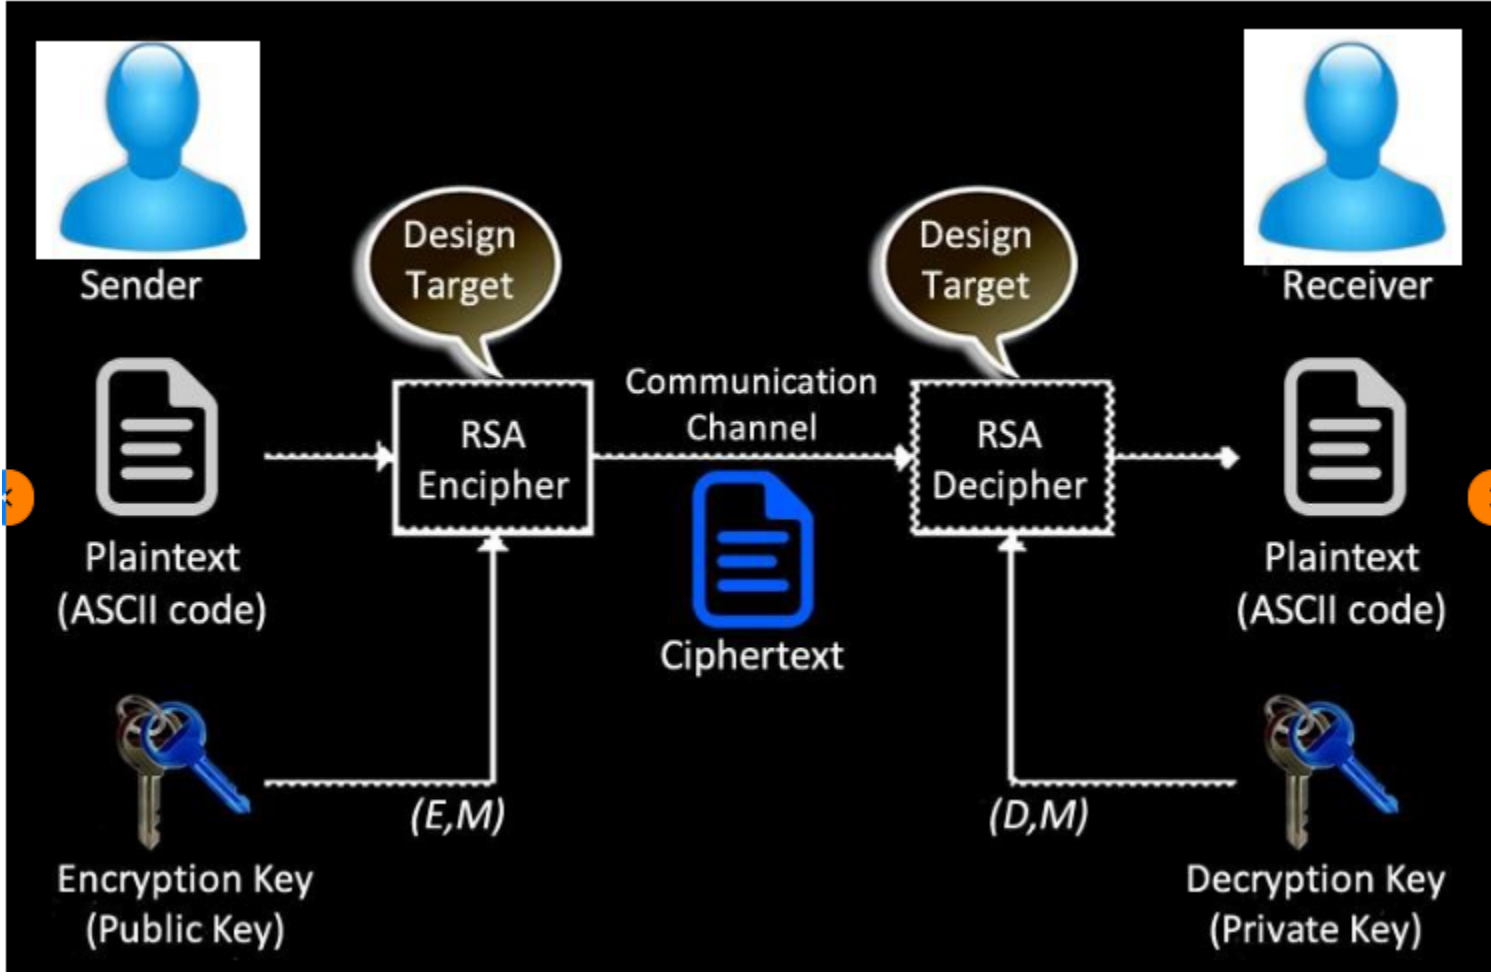 Sender
Receiver
Design
Target
Design
Target
Communication
Channel
RSA
Encipher
RSA
Decipher
Plaintext
(ASCII code)
Ciphertext
Plaintext
(ASCII code)
(E,M)
(D,M)
Encryption Key
(Public Key)
Decryption Key
(Private Key)